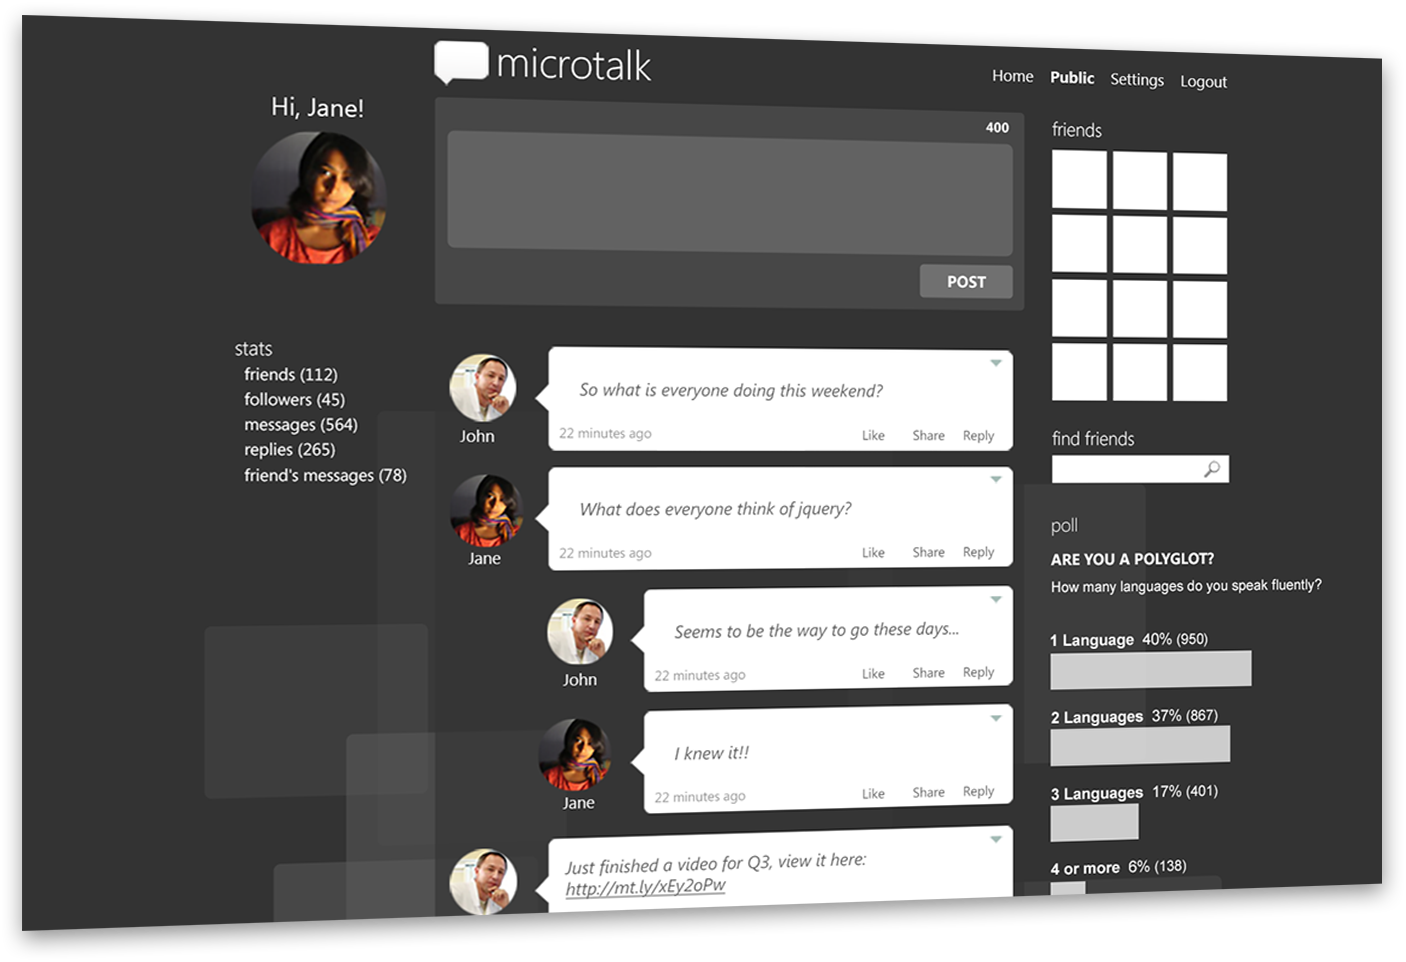 microtalk
Home Public Settings Logout
Hi, Jane!
400
POST
stats
friends (112)
followers (45)
messages (564)
replies (265)
friend's messages (78)
John
So what is everyone doing this weekend?
22 minutes ago Like Share Reply
Jane
What does everyone think of jquery?
22 minutes ago Like Share Reply
John
Seems to be the way to go these days...
22 minutes ago Like Share Reply
Jane
I knew it!!
22 minutes ago Like Share Reply
Just finished a video for Q3, view it here:
http://mt.ly/xEy2oPw
friends
find friends
poll
ARE YOU A POLYGLOT?
How many languages do you speak fluently?
1 Language 40% (950)
2 Languages 37% (867)
3 Languages 17% (401)
4 or more 6% (138)